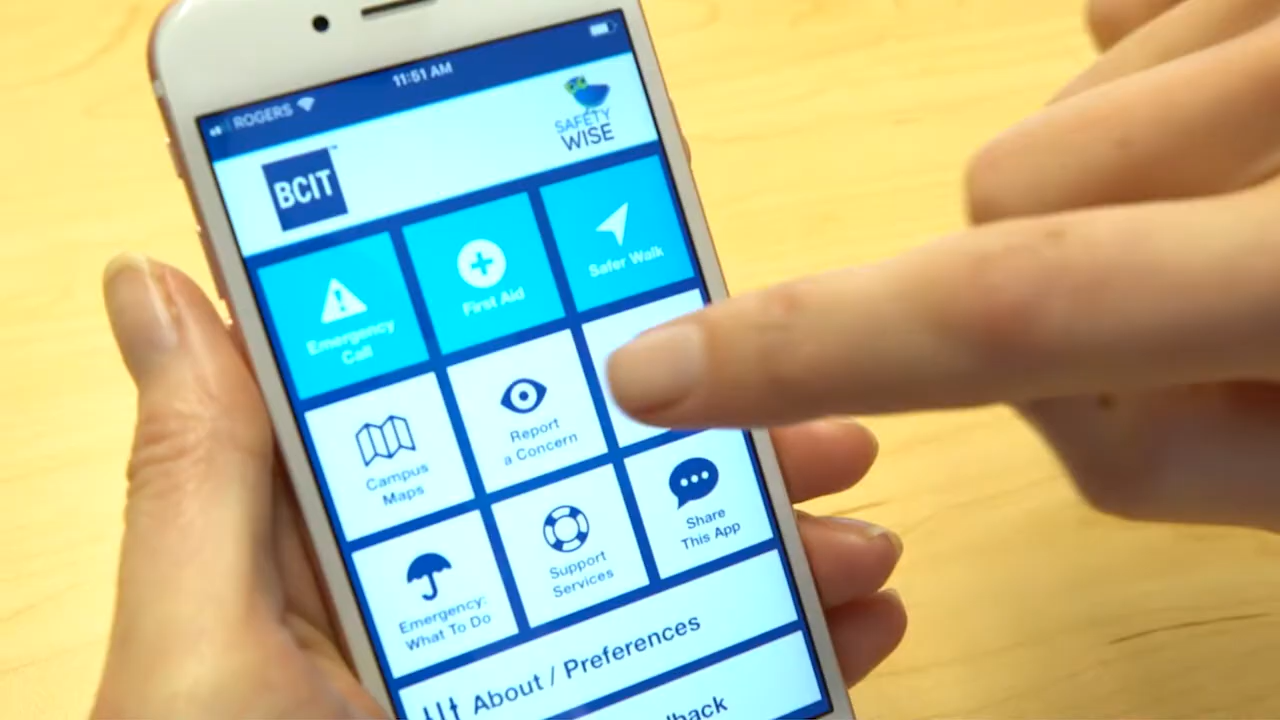 ROGERS
11:51 AM
BCIT
™
SAFETY
WISE
Emergency
Call
First Aid
Safer Walk
Campus
Maps
Report
a Concern
Emergency:
What To Do
Support
Services
Share
This App
About / Preferences